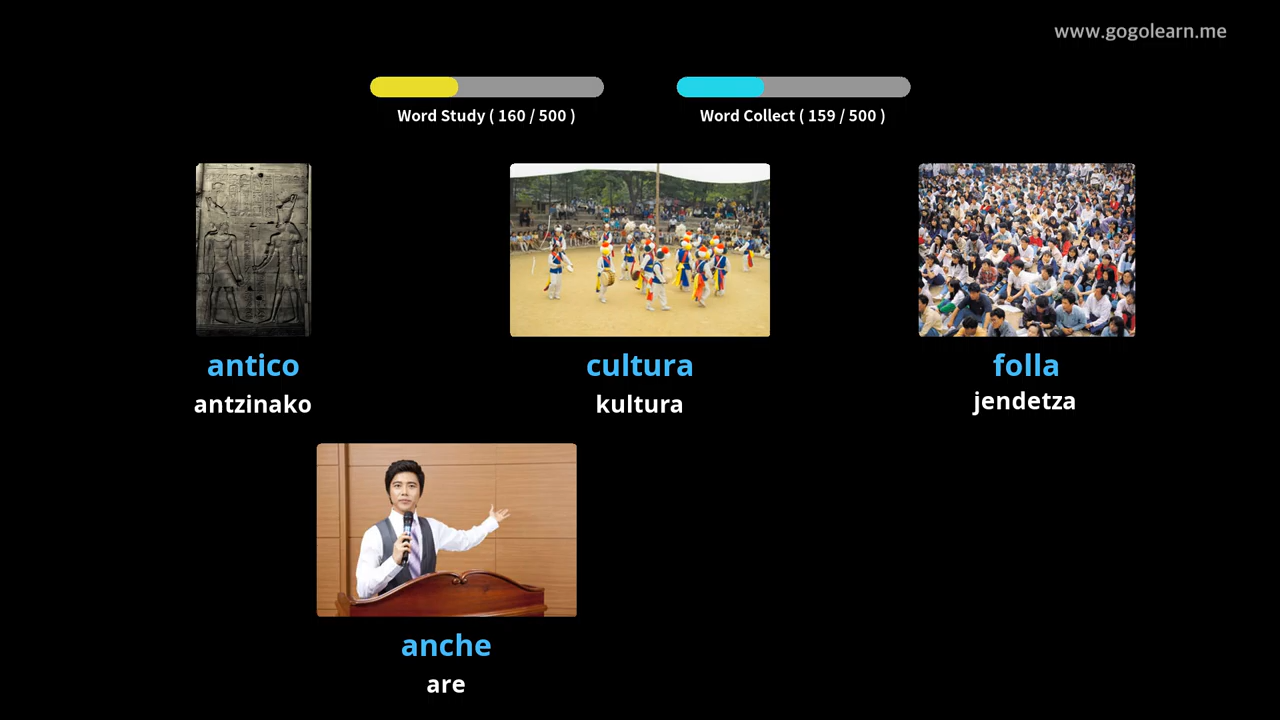 www.gogolearn.me
Word Study ( 160 / 500 )
Word Collect ( 159 / 500 )
antico
antzinako
cultura
kultura
folla
jendetza
anche
are